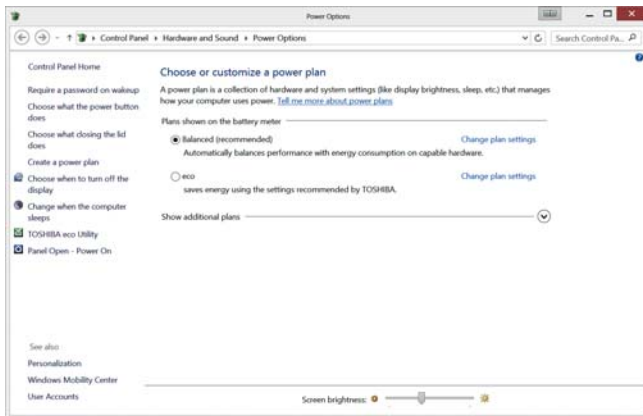 Power Options
Control Panel Hardware and Sound Power Options
Search Control Pa...
Control Panel Home
Require a password on wakeup
Choose what the power button
does
Choose what closing the lid
does
Create a power plan
Choose when to turn off the
display
Change when the computer
sleeps
TOSHIBA eco Utility
Panel Open - Power On
See also
Personalization
Windows Mobility Center
User Accounts
Choose or customize a power plan
A power plan is a collection of hardware and system settings (like display brightness, sleep, etc.) that manages
how your computer uses power. Tell me more about power plans
Plans shown on the battery meter
Balanced (recommended) Change plan settings
Automatically balances performance with energy consumption on capable hardware.
eco Change plan settings
saves energy using the settings recommended by TOSHIBA.
Show additional plans
Screen brightness: